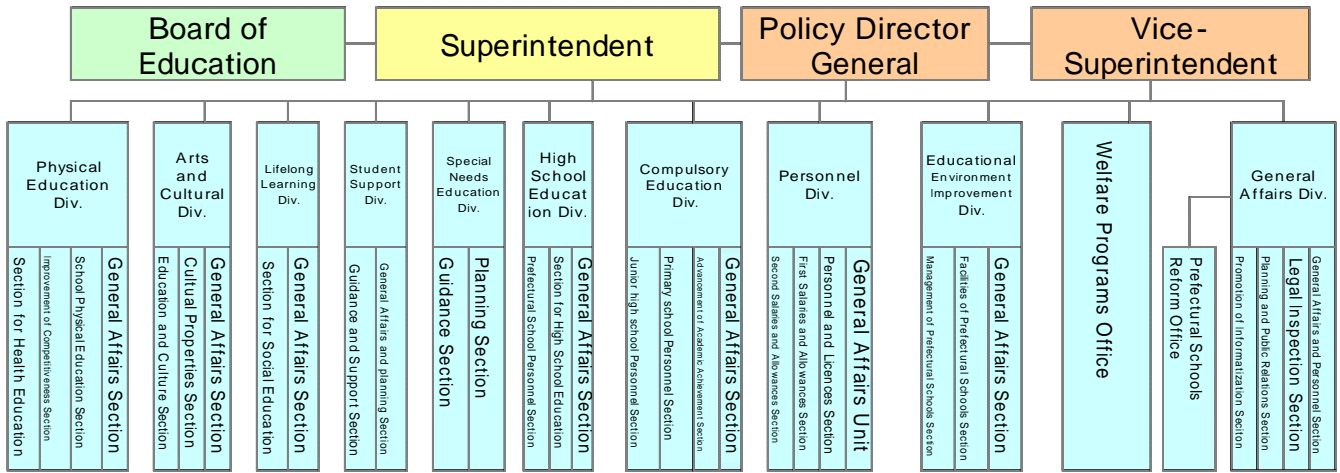 Board of
Education
Superintendent
Policy Director
General
Vice-
Superintendent
Physical
Education
Div.
Section for Health Education
Improvement of Competitiveness Section
School Physical Education Section
General Affairs Section
Arts
and
Cultural Div.
Education and Culture Section
Cultural Properties Section
General Affairs Section
Lifelong
Learning
Div.
Section for Social Education
General Affairs Section
Student
Support
Div.
Guidance and Support Section
General Affairs and planning Section
Special
Needs
Education
Div.
Guidance Section
Planning Section
High
School
Educat
ion Div.
Prefectural School Personnel Section
Section for High School Education
General Affairs Section
Compulsory
Education
Div.
Junior high school Personnel Section
Primary school Personnel Section
Advancement of Academic Achievement Section
General Affairs Section
Personnel
Div.
Second Salaries and Allowances Section
First Salaries and Allowances Section
Personnel and Licences Section
General Affairs Unit
Educational
Environment
Improvement
Div.
Management of Prefectural Schools Section
Facilities of Prefectural Schools Section
General Affairs Section
Welfare Programs Office
Prefectural Schools
Reform Office
General
Affairs Div.
Promotion of Informatization Seciton
Planning and Public Relations Section
Legal Inspection Section
General Affairs and Personnel Section